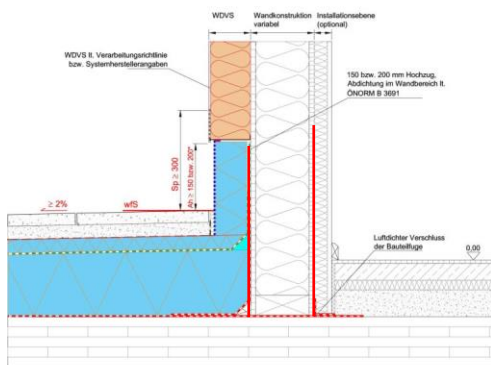 WDVS
Wandkonstruktion
variabel
Installationsebene
(optional)
WDVS lt. Verarbeitungsrichtlinie
bzw. Systemherstellerangaben
150 bzw. 200 mm Hochzug,
Abdichtung im Wandbereich lt.
ÖNORM B 3691
Sp ≥ 300
Ah ≥ 150 bzw. 200*
≥ 2%
wfS
Luftdichter Verschluss
der Bauteilfuge
0,00